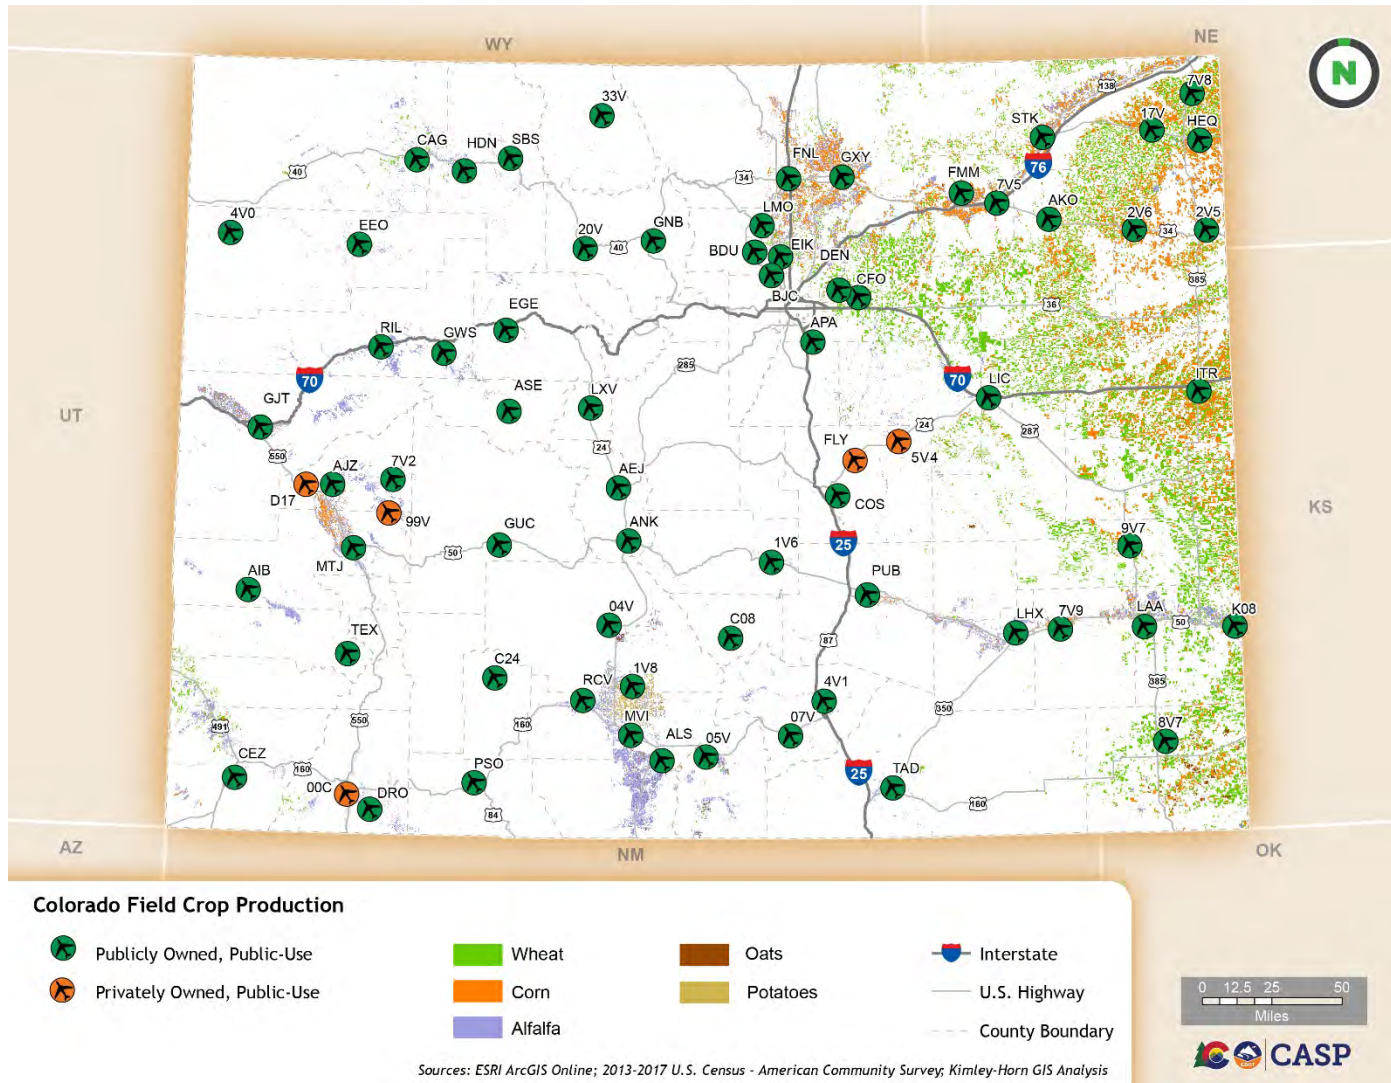 WY
NE
N
33V
138
7V8
17V
HEQ
STK
76
CAG
HDN
SBS
40
FNL
GXY
34
FMM
7V5
AKO
2V6
34
2V5
4V0
EEO
20V
40
GNB
LMO
BDU
EIK
DEN
CFO
BJC
385
36
EGE
RIL
GWS
APA
285
70
70
LIC
ITR
UT
GJT
ASE
LXV
24
24
287
FLY
5V4
550
AJZ
7V2
D17
99V
AEJ
COS
KS
GUC
ANK
50
1V6
25
9V7
MTJ
AIB
PUB
04V
C08
LHX
7V9
LAA
50
K08
TEX
87
C24
RCV
1V8
385
4V1
350
550
160
MVI
07V
491
ALS
05V
8V7
CEZ
160
PSO
25
TAD
00C
DRO
84
160
AZ
NM
OK
Colorado Field Crop Production
Publicly Owned, Public-Use
Privately Owned, Public-Use
Wheat
Corn
Alfalfa
Oats
Potatoes
Interstate
U.S. Highway
County Boundary
0 12.5 25 50
Miles
CASP
Sources: ESRI ArcGIS Online; 2013-2017 U.S. Census - American Community Survey; Kimley-Horn GIS Analysis